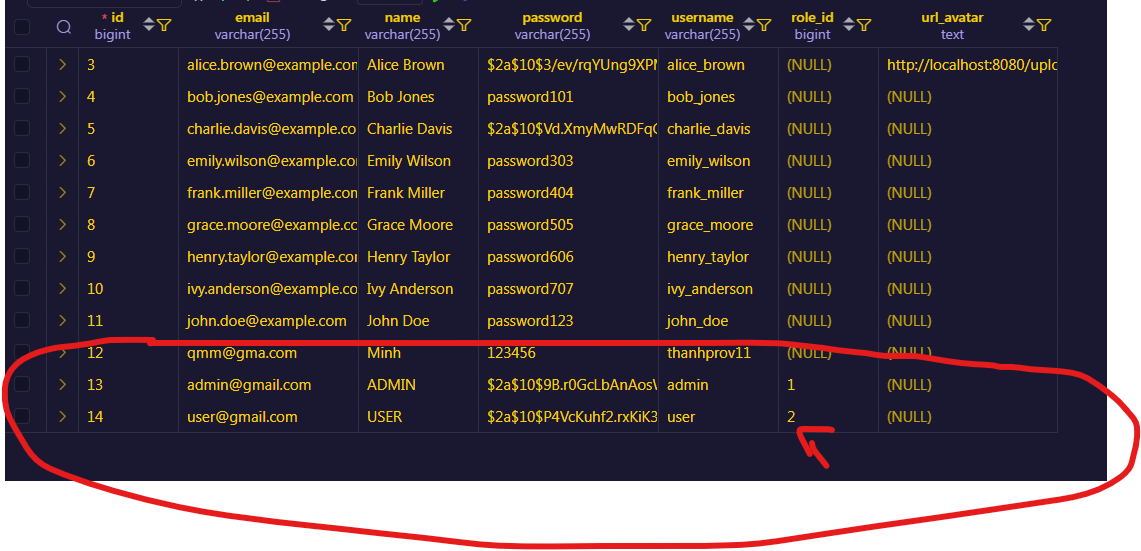 * id email name password username role_id url_avatar
bigint varchar(255) varchar(255) varchar(255) varchar(255) bigint text
3 alice.brown@example.com Alice Brown $2a$10$3/ev/rqYUng9XPM alice_brown (NULL) http://localhost:8080/uplo
4 bob.jones@example.com Bob Jones password101 bob_jones (NULL) (NULL)
5 charlie.davis@example.co Charlie Davis $2a$10$Vd.XmyMwRDFqC charlie_davis (NULL) (NULL)
6 emily.wilson@example.co Emily Wilson password303 emily_wilson (NULL) (NULL)
7 frank.miller@example.com Frank Miller password404 frank_miller (NULL) (NULL)
8 grace.moore@example.co Grace Moore password505 grace_moore (NULL) (NULL)
9 henry.taylor@example.co Henry Taylor password606 henry_taylor (NULL) (NULL)
10 ivy.anderson@example.co Ivy Anderson password707 ivy_anderson (NULL) (NULL)
11 john.doe@example.com John Doe password123 john_doe (NULL) (NULL)
12 qmm@gma.com Minh 123456 thanhprov11 (NULL) (NULL)
13 admin@gmail.com ADMIN $2a$10$9B.r0GcLbAnAos admin 1 (NULL)
14 user@gmail.com USER $2a$10$P4VcKuhf2.rxKiK3 user 2 (NULL)